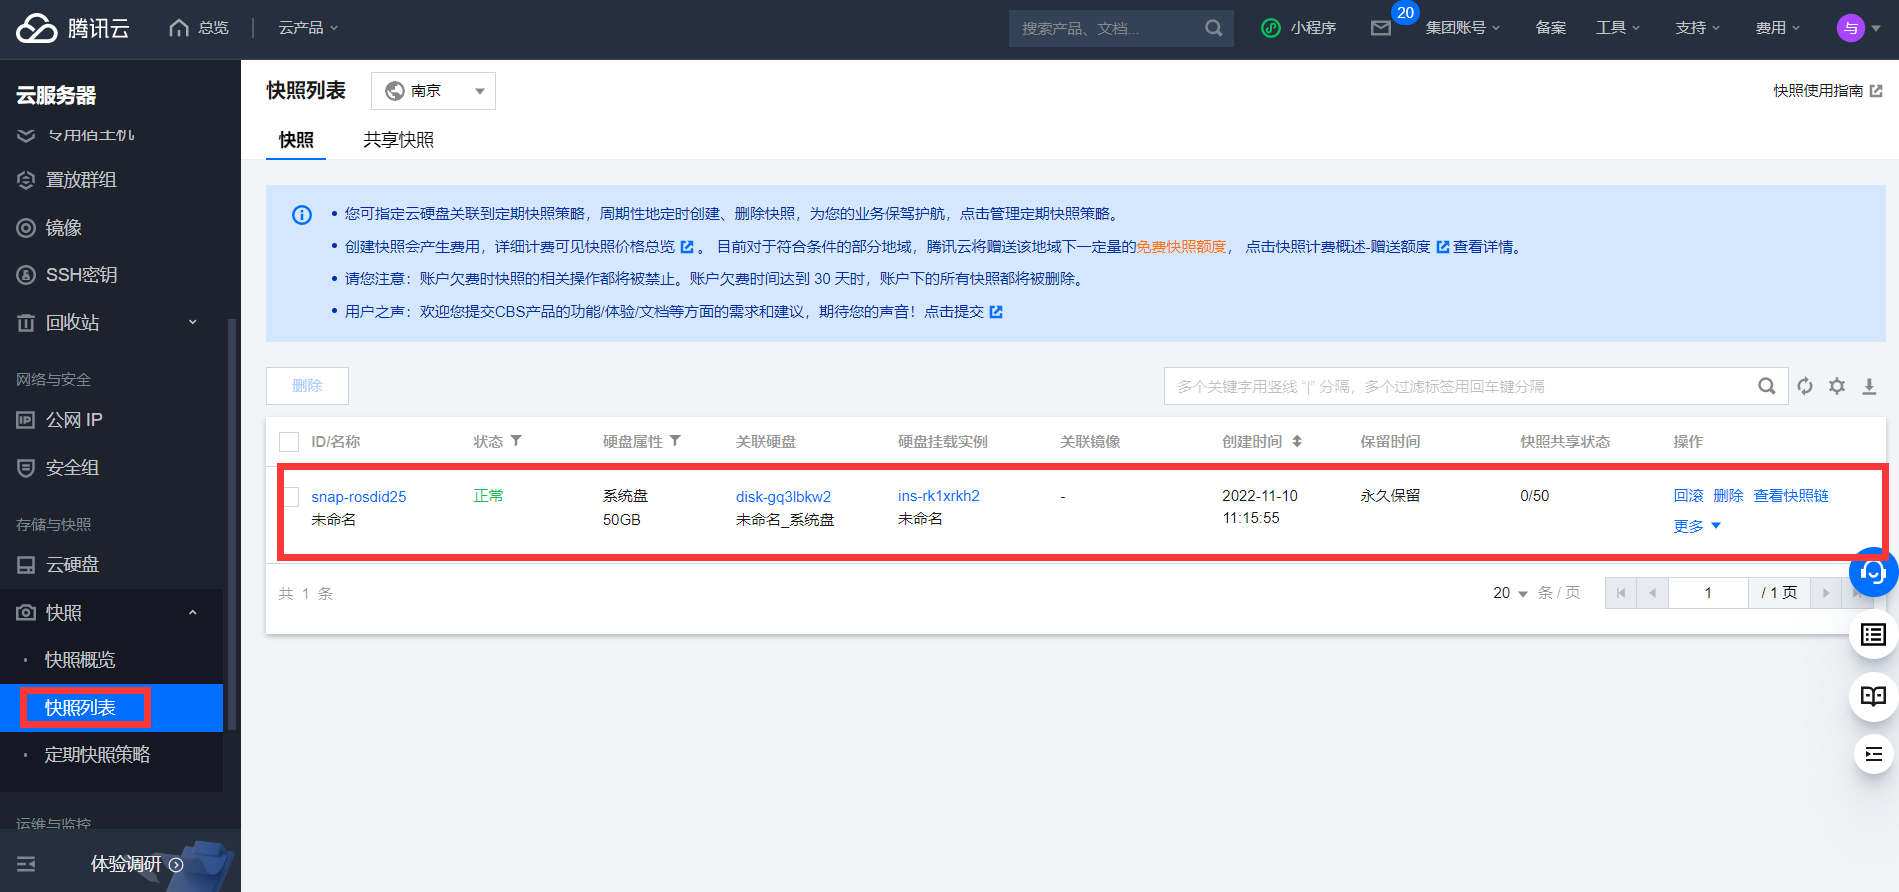 腾讯云
总览
云产品
搜索产品、文档...
小程序
20
集团账号
备案
工具
支持
费用
与
云服务器
专用宿主机
置放群组
镜像
SSH密钥
回收站
网络与安全
公网 IP
安全组
存储与快照
云硬盘
快照
· 快照概览
快照列表
· 定期快照策略
运维与监控
体验调研
快照列表
南京
快照使用指南
快照
共享快照
• 您可指定云硬盘关联到定期快照策略，周期性地定时创建、删除快照，为您的业务保驾护航，点击管理定期快照策略。
• 创建快照会产生费用，详细计费可见快照价格总览 。 目前对于符合条件的部分地域，腾讯云将赠送该地域下一定量的免费快照额度， 点击快照计费概述-赠送额度 查看详情。
• 请您注意：账户欠费时快照的相关操作都将被禁止。账户欠费时间达到 30 天时，账户下的所有快照都将被删除。
• 用户之声：欢迎您提交CBS产品的功能/体验/文档等方面的需求和建议，期待您的声音！点击提交
删除
多个关键字用竖线 “|” 分隔，多个过滤标签用回车键分隔
ID/名称 状态 硬盘属性 关联硬盘 硬盘挂载实例 关联镜像 创建时间 保留时间 快照共享状态 操作
snap-rosdid25 正常 系统盘 disk-gq3lbkw2 ins-rk1xrkh2 - 2022-11-10 永久保留 0/50 回滚 删除 查看快照链
未命名 50GB 未命名_系统盘 未命名 11:15:55 更多
共 1 条
20 条 / 页
1
/ 1 页